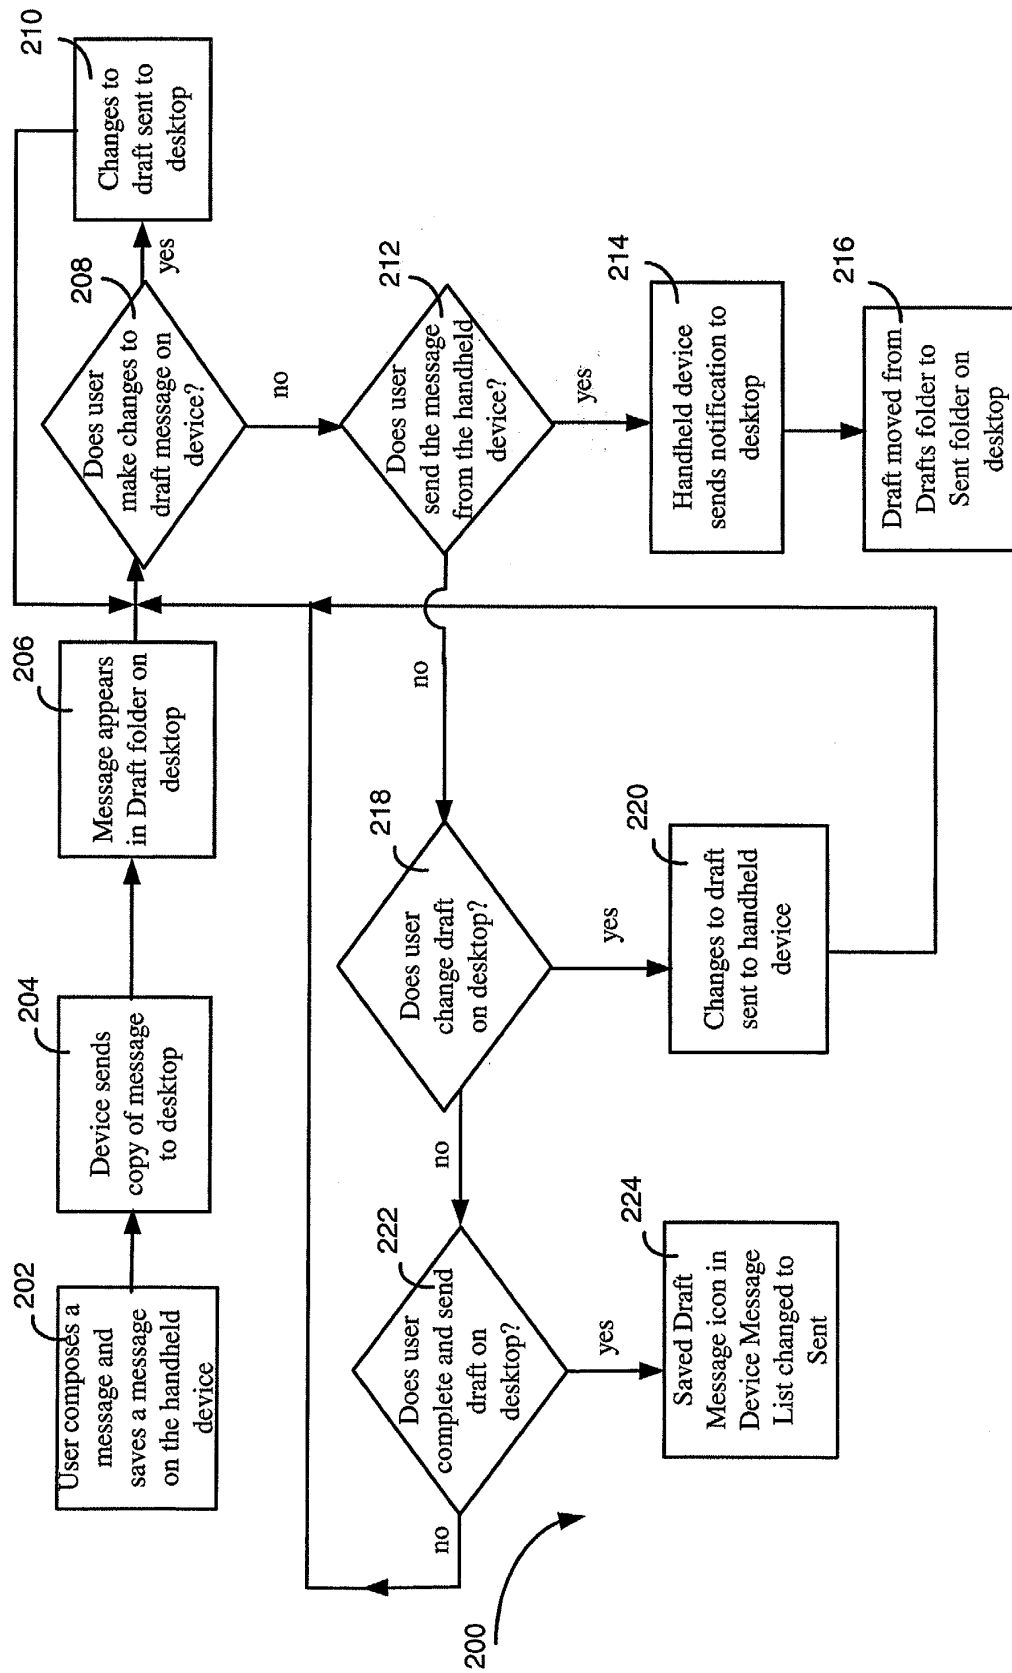 202
User composes a
message and
saves a message
on the handheld
device
204
Device sends
copy of message
to desktop
206
Message appears
in Draft folder on
desktop
208
Does user
make changes to
draft message on
device?
yes
210
Changes to
draft sent to
desktop
no
212
Does user
send the message
from the handheld
device?
yes
214
Handheld device
sends notification to
desktop
216
Draft moved from
Drafts folder to
Sent folder on
desktop
no
218
Does user
change draft
on desktop?
yes
220
Changes to draft
sent to handheld
device
no
222
Does user
complete and send
draft on
desktop?
yes
224
Saved Draft
Message icon in
Device Message
List changed to
Sent
no
200